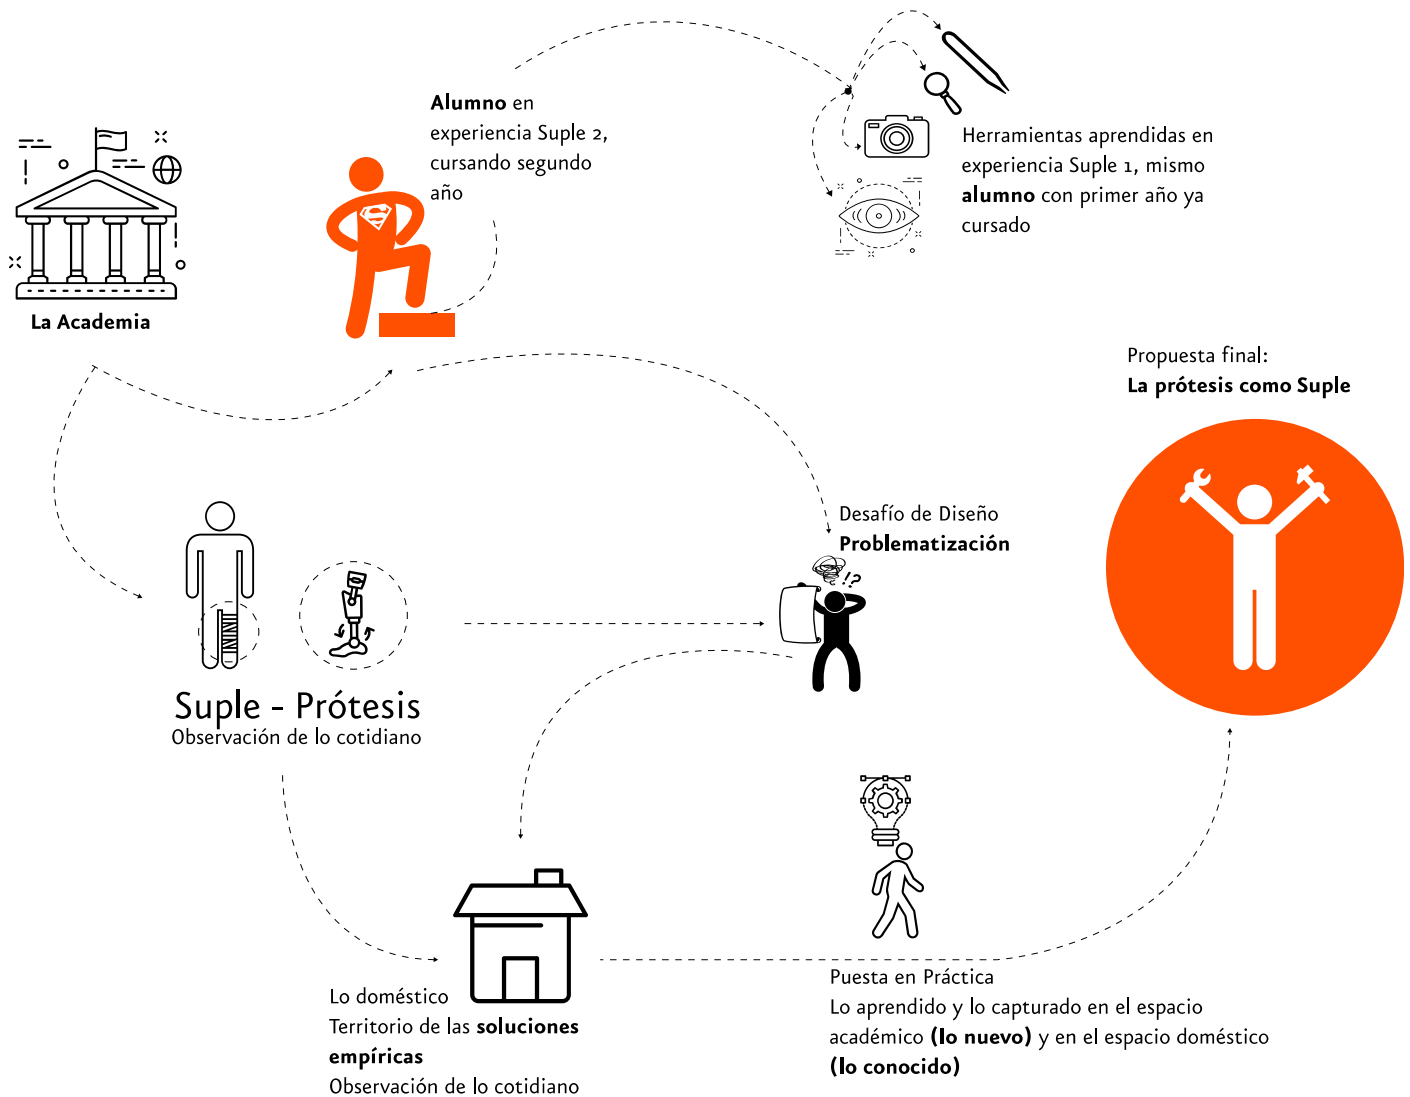 Alumno en
experiencia Suple 2,
cursando segundo
año
Herramientas aprendidas en
experiencia Suple 1, mismo
alumno con primer año ya
cursado
La Academia
Propuesta final:
La prótesis como Suple
Desafío de Diseño
Problematización
!?
Suple - Prótesis
Observación de lo cotidiano
Lo doméstico
Territorio de las soluciones
empíricas
Observación de lo cotidiano
Puesta en Práctica
Lo aprendido y lo capturado en el espacio
académico (lo nuevo) y en el espacio doméstico
(lo conocido)